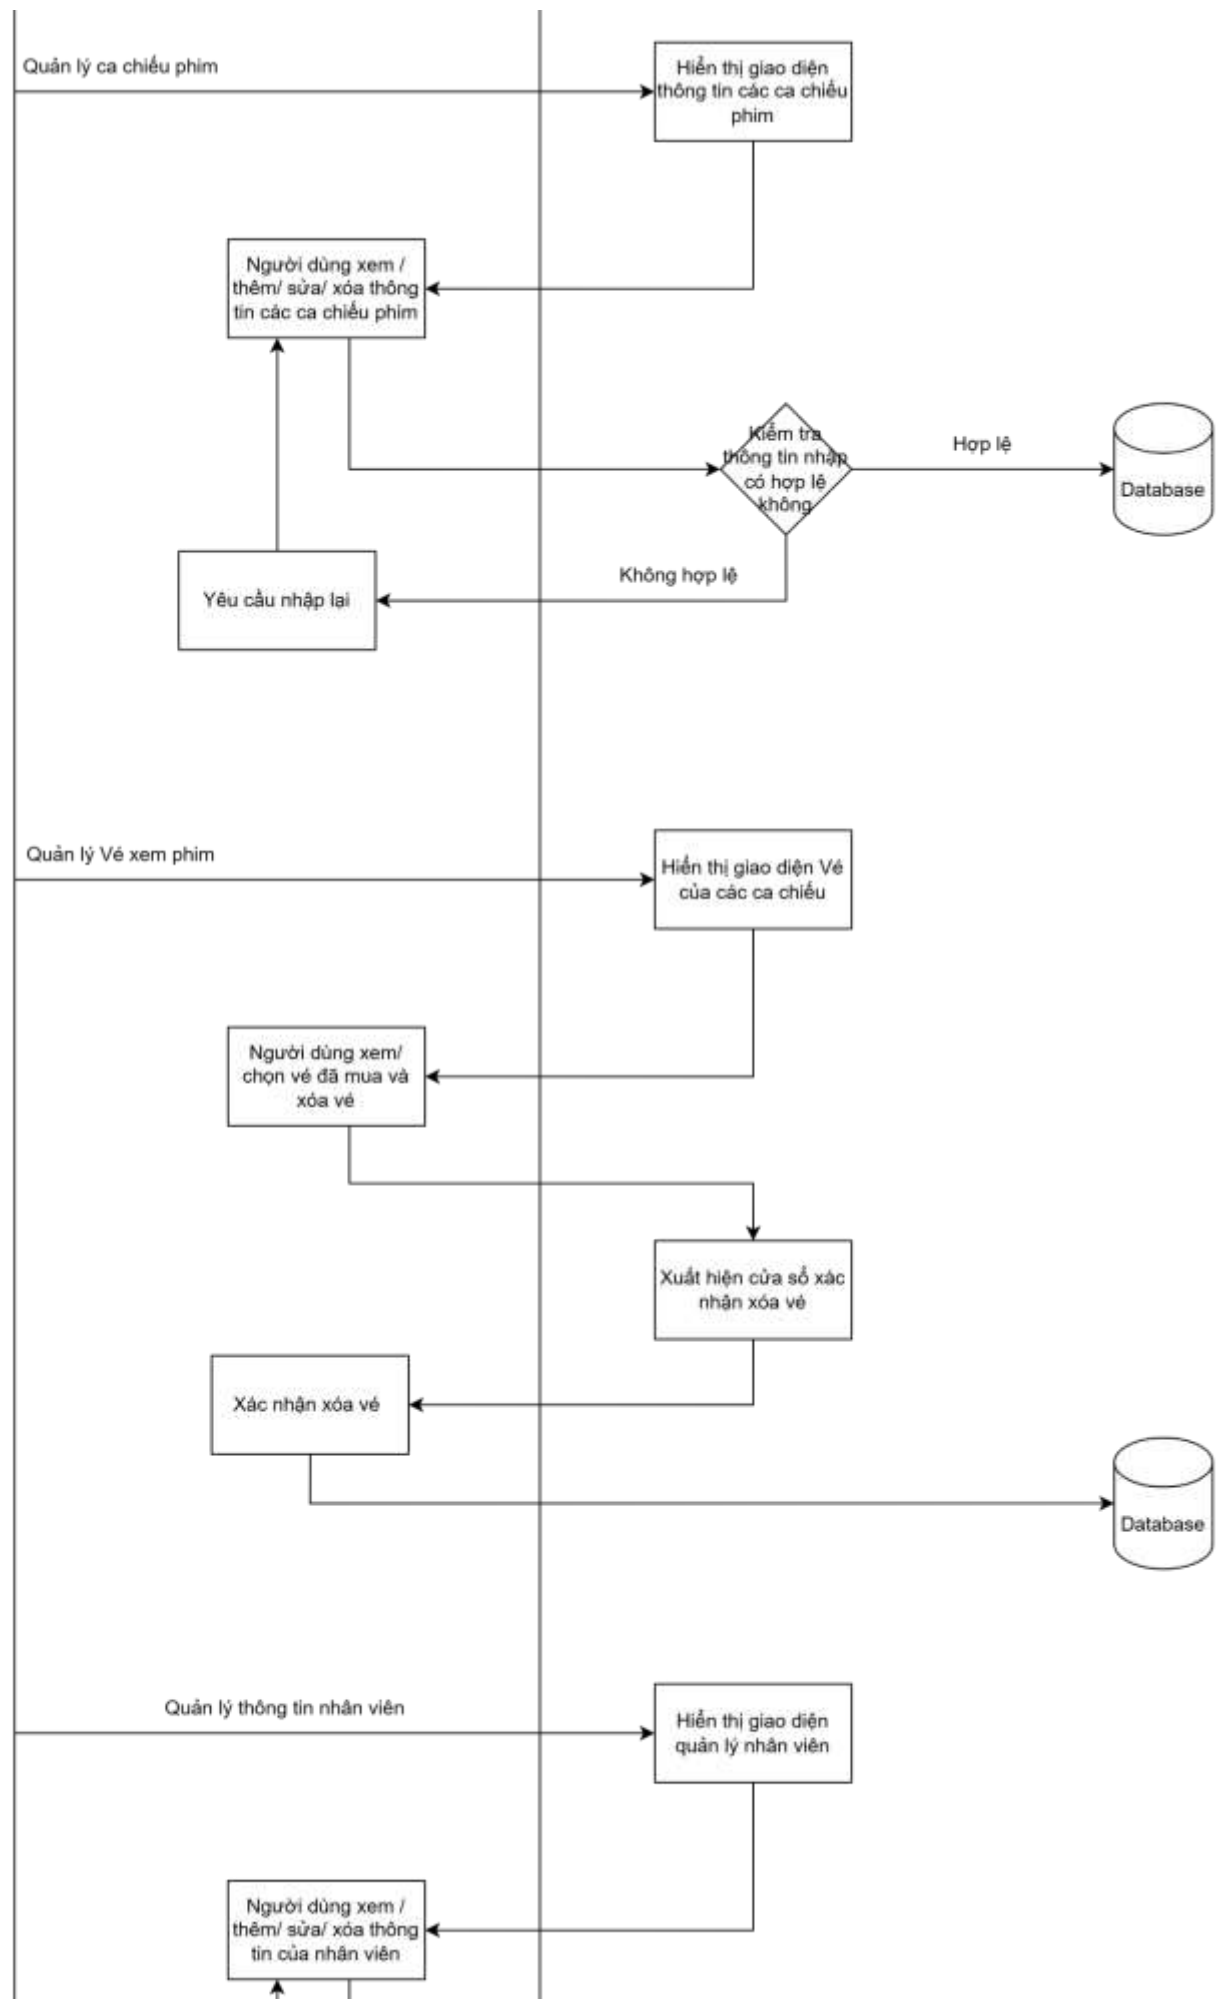 Quản lý ca chiếu phim
Hiển thị giao diện
thông tin các ca chiếu
phim
Người dùng xem /
thêm/ sửa/ xóa thông
tin các ca chiếu phim
Kiểm tra
thông tin nhập
có hợp lệ
không
Hợp lệ
Database
Không hợp lệ
Yêu cầu nhập lại
Quản lý Vé xem phim
Hiển thị giao diện Vé
của các ca chiếu
Người dùng xem/
chọn vé đã mua và
xóa vé
Xuất hiện cửa sổ xác
nhận xóa vé
Xác nhận xóa vé
Database
Quản lý thông tin nhân viên
Hiển thị giao diện
quản lý nhân viên
Người dùng xem /
thêm/ sửa/ xóa thông
tin của nhân viên